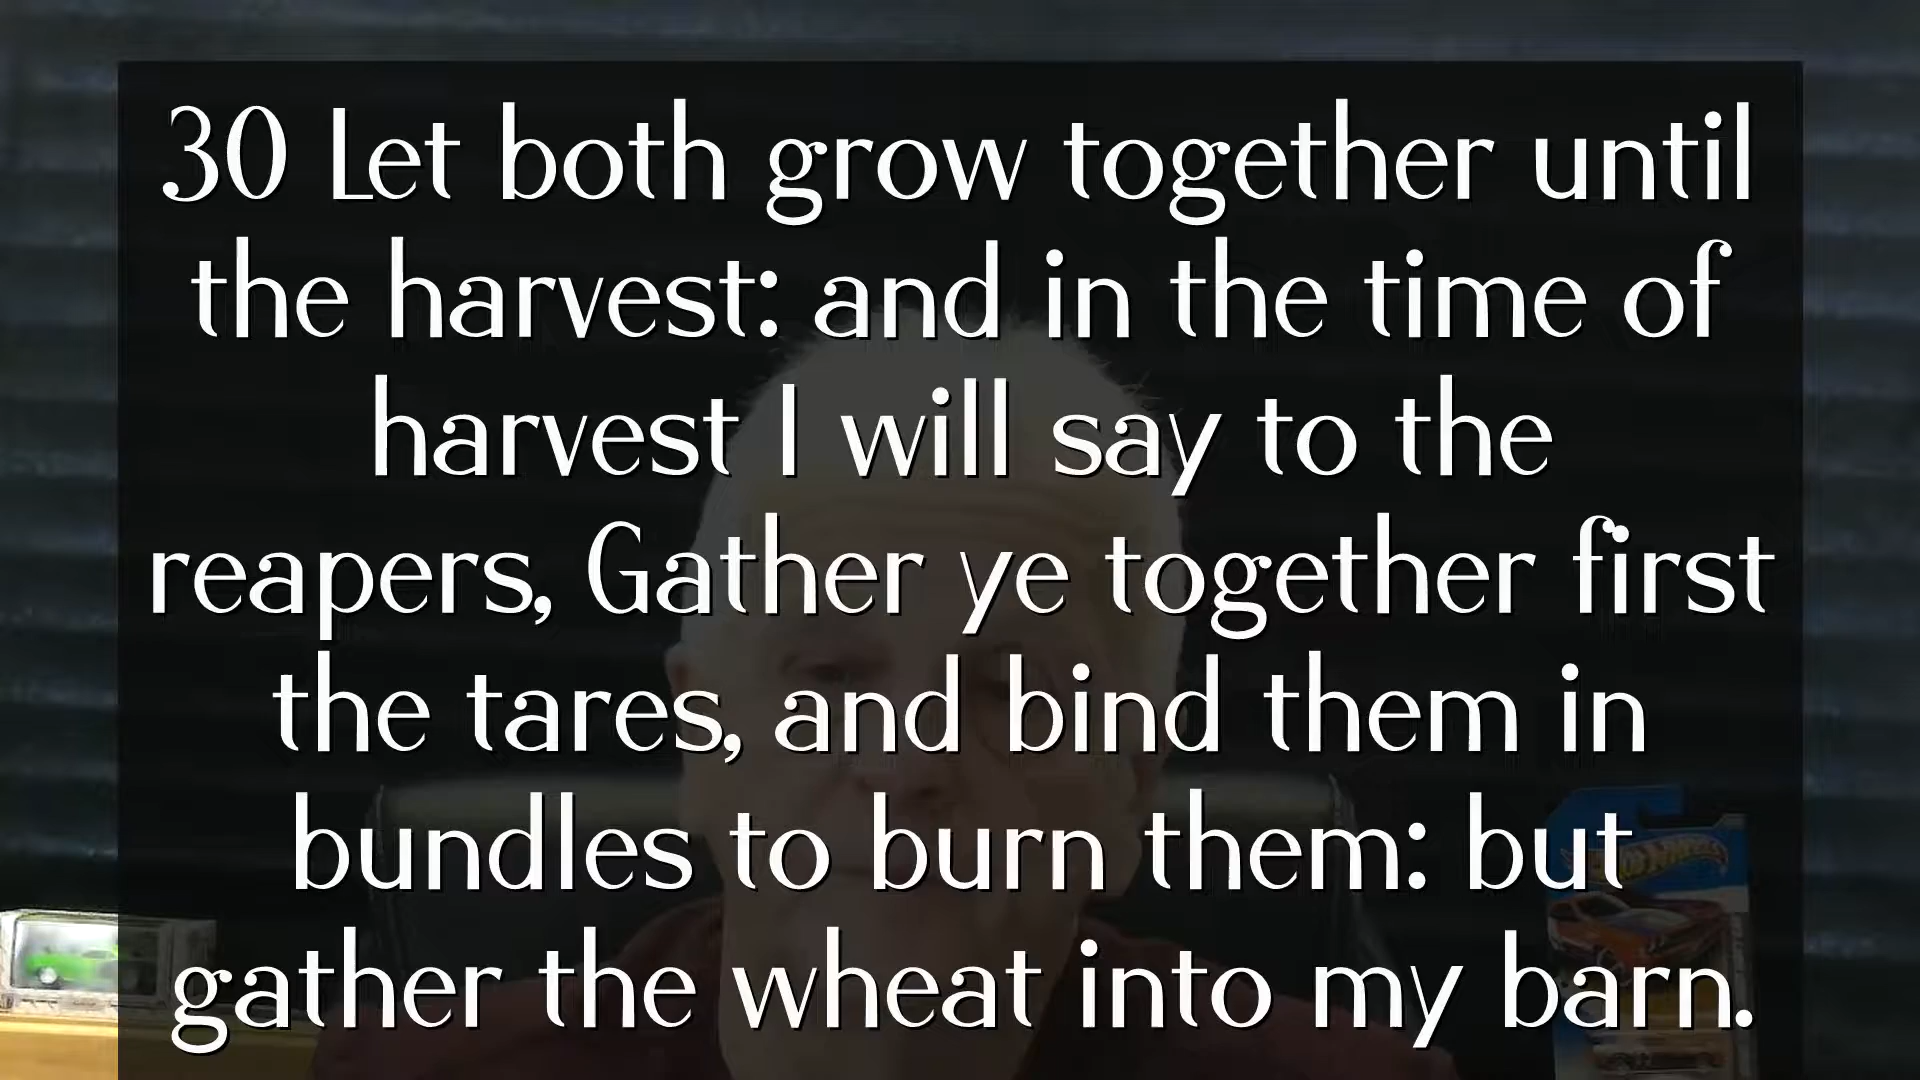 30 Let both grow together until
the harvest: and in the time of
harvest I will say to the
reapers, Gather ye together first
the tares, and bind them in
bundles to burn them: but
gather the wheat into my barn.
Hot Wheels